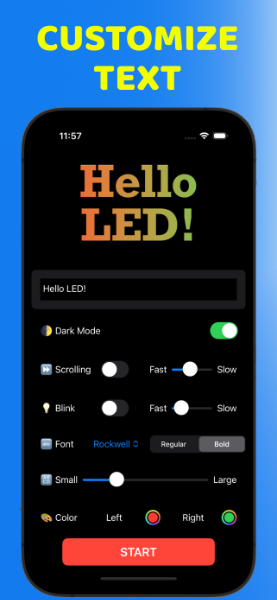 CUSTOMIZE
TEXT
11:57
Hello
LED!
Hello LED!
Dark Mode
Scrolling Fast Slow
Blink Fast Slow
Font Rockwell Regular Bold
Small Large
Color Left Right
START